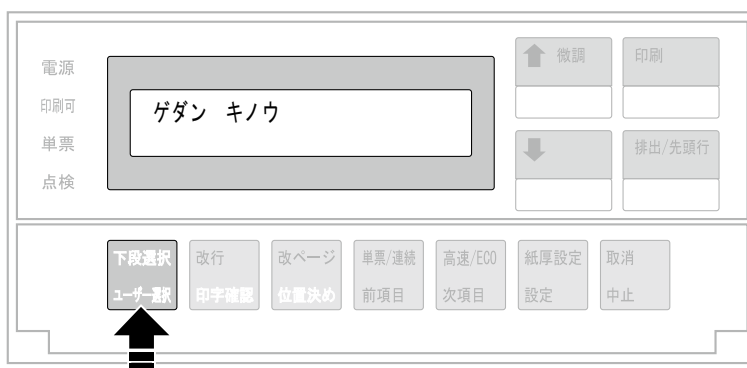 電源
印刷可
単票
点検
ゲダン キノウ
微調
印刷
排出/先頭行
下段選択
ユーザー選択
改行
印字確認
改ページ
位置決め
単票/連続
前項目
高速/ECO
次項目
紙厚設定
設定
取消
中止